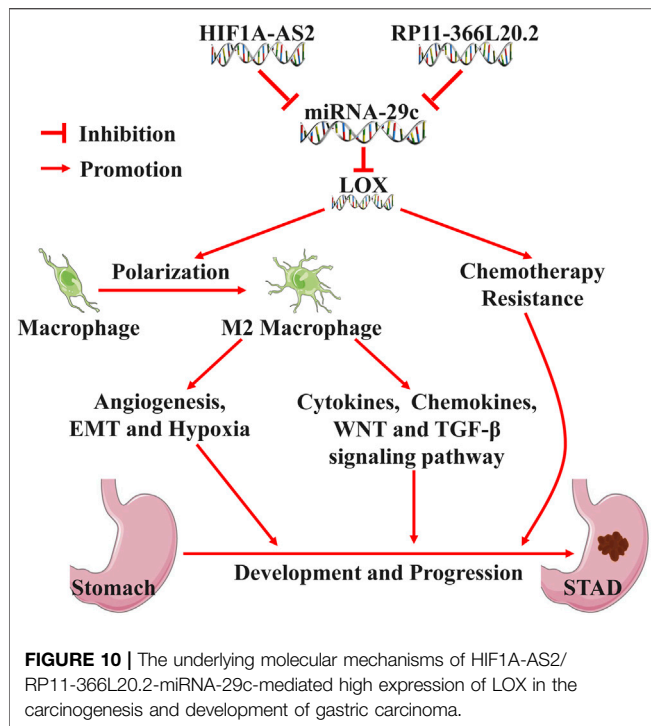 HIF1A-AS2
RP11-366L20.2
miRNA-29c
Inhibition
Promotion
LOX
Polarization
Chemotherapy
Resistance
Macrophage
M2 Macrophage
Angiogenesis,
EMT and Hypoxia
Cytokines, Chemokines,
WNT and TGF-β
signaling pathway
Stomach
Development and Progression
STAD
FIGURE 10 | The underlying molecular mechanisms of HIF1A-AS2/
RP11-366L20.2-miRNA-29c-mediated high expression of LOX in the
carcinogenesis and development of gastric carcinoma.